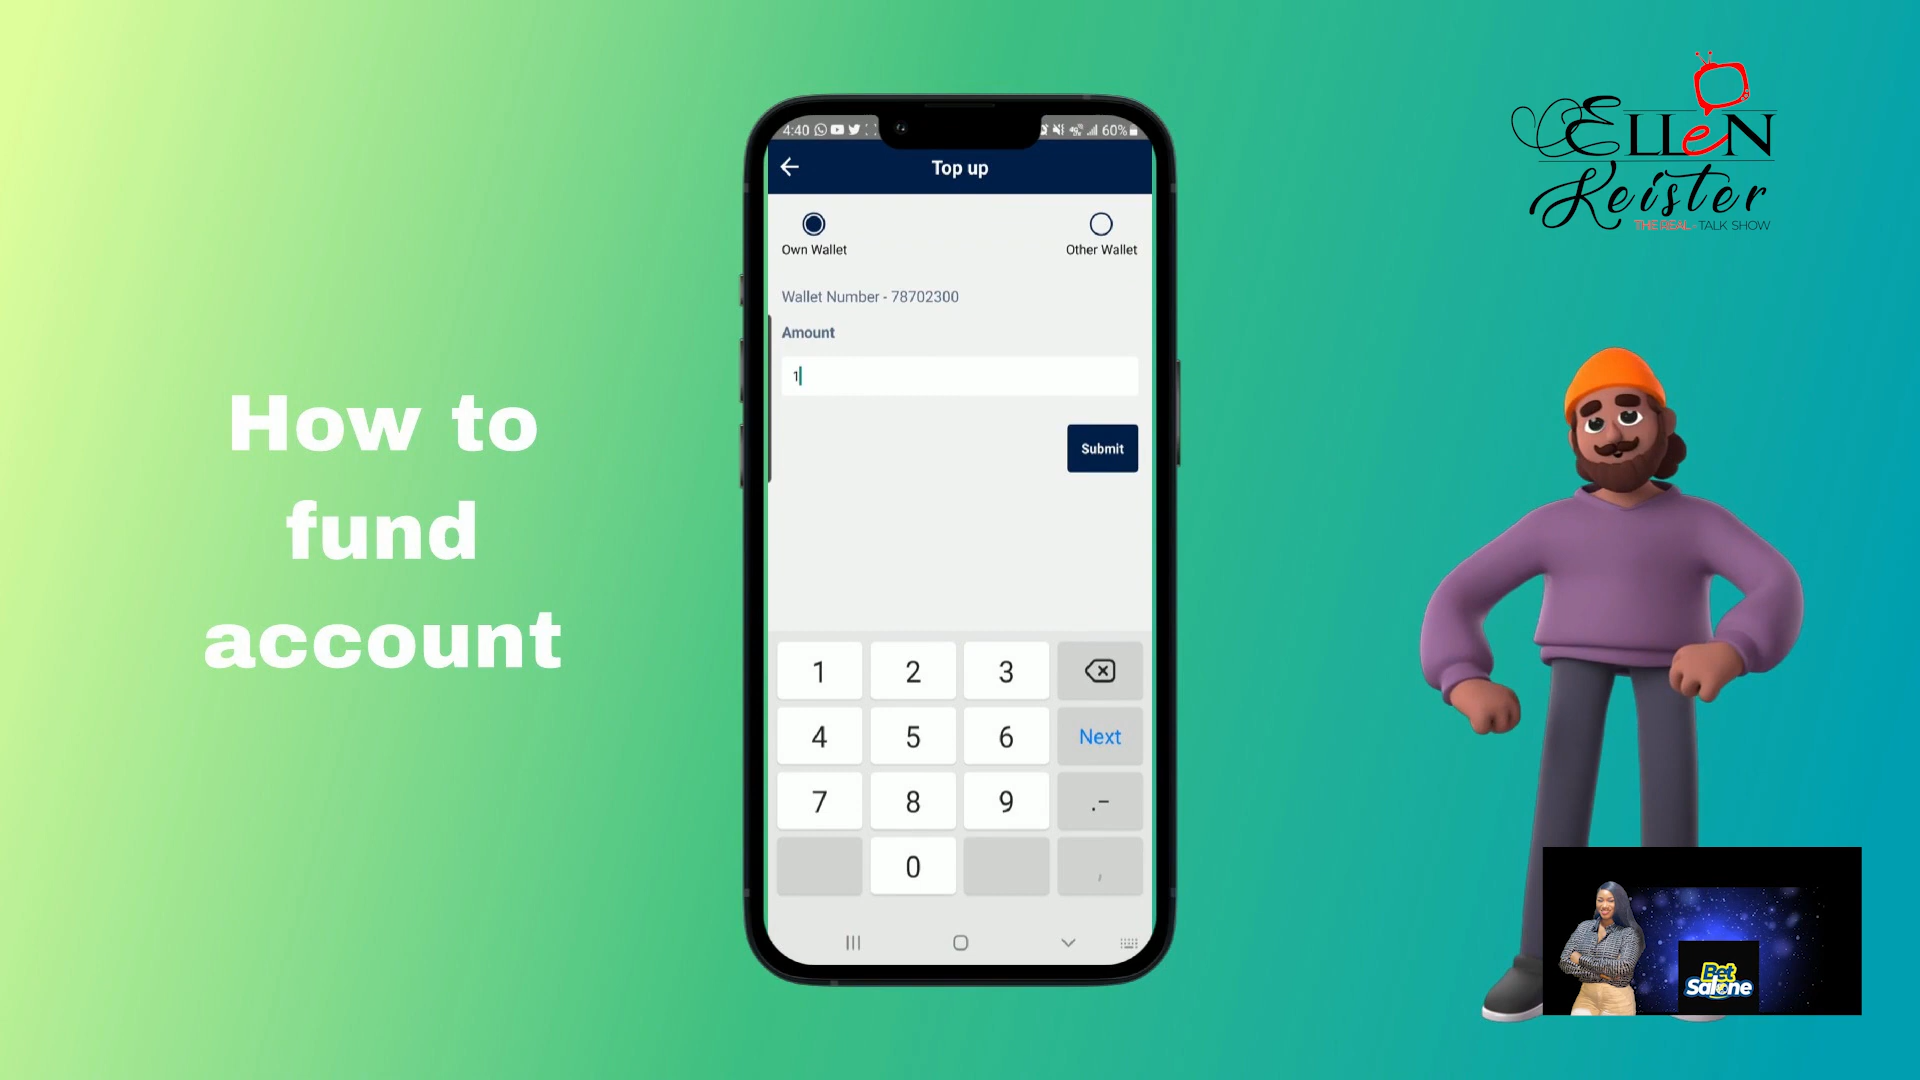 How to
fund
account
4:40
60%
Top up
Own Wallet
Other Wallet
Wallet Number - 78702300
Amount
1
Submit
1 2 3
4 5 6 Next
7 8 9 .-
0 ,
ELLeN
Keister
THE REAL - TALK SHOW
Bet
Salone